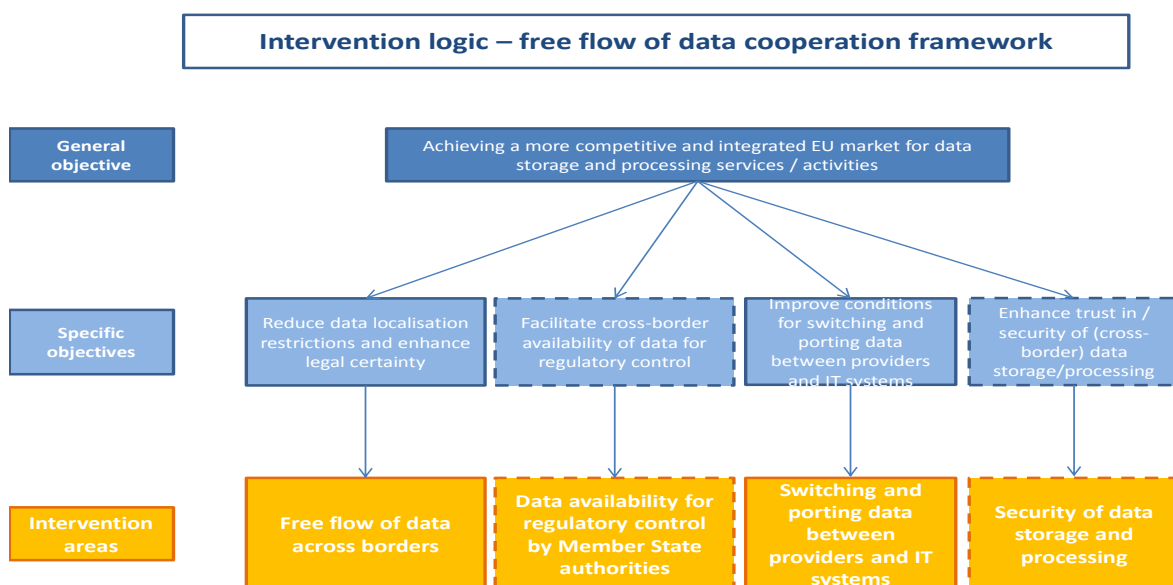 Intervention logic – free flow of data cooperation framework
General
objective
Achieving a more competitive and integrated EU market for data
storage and processing services / activities
Specific
objectives
Reduce data localisation
restrictions and enhance
legal certainty
Facilitate cross-border
availability of data for
regulatory control
Improve conditions
for switching and
porting data
between providers
and IT systems
Enhance trust in /
security of (cross-
border) data
storage/processing
Intervention
areas
Free flow of data
across borders
Data availability for
regulatory control
by Member State
authorities
Switching and
porting data
between
providers and IT
systems
Security of data
storage and
processing